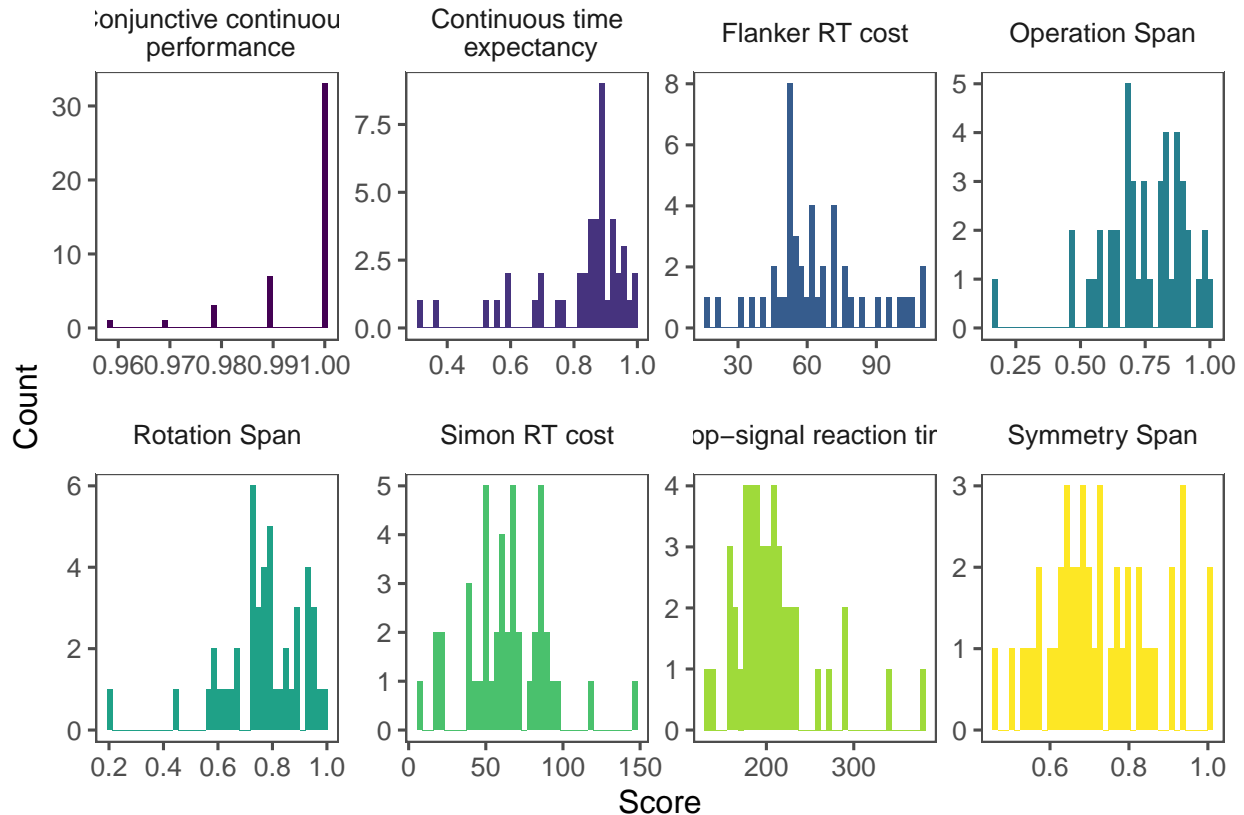 onjunctive continuou
performance
Continuous time
expectancy
Flanker RT cost
Operation Span
30
20
10
0
0.960.970.980.991.00
7.5
5.0
2.5
0.0
0.4 0.6 0.8 1.0
8
6
4
2
0
30 60 90
5
4
3
2
1
0
0.25 0.50 0.75 1.00
Count
Rotation Span
Simon RT cost
op−signal reaction tir
Symmetry Span
6
4
2
0
0.2 0.4 0.6 0.8 1.0
5
4
3
2
1
0
0 50 100 150
4
3
2
1
0
200 300
3
2
1
0
0.6 0.8 1.0
Score